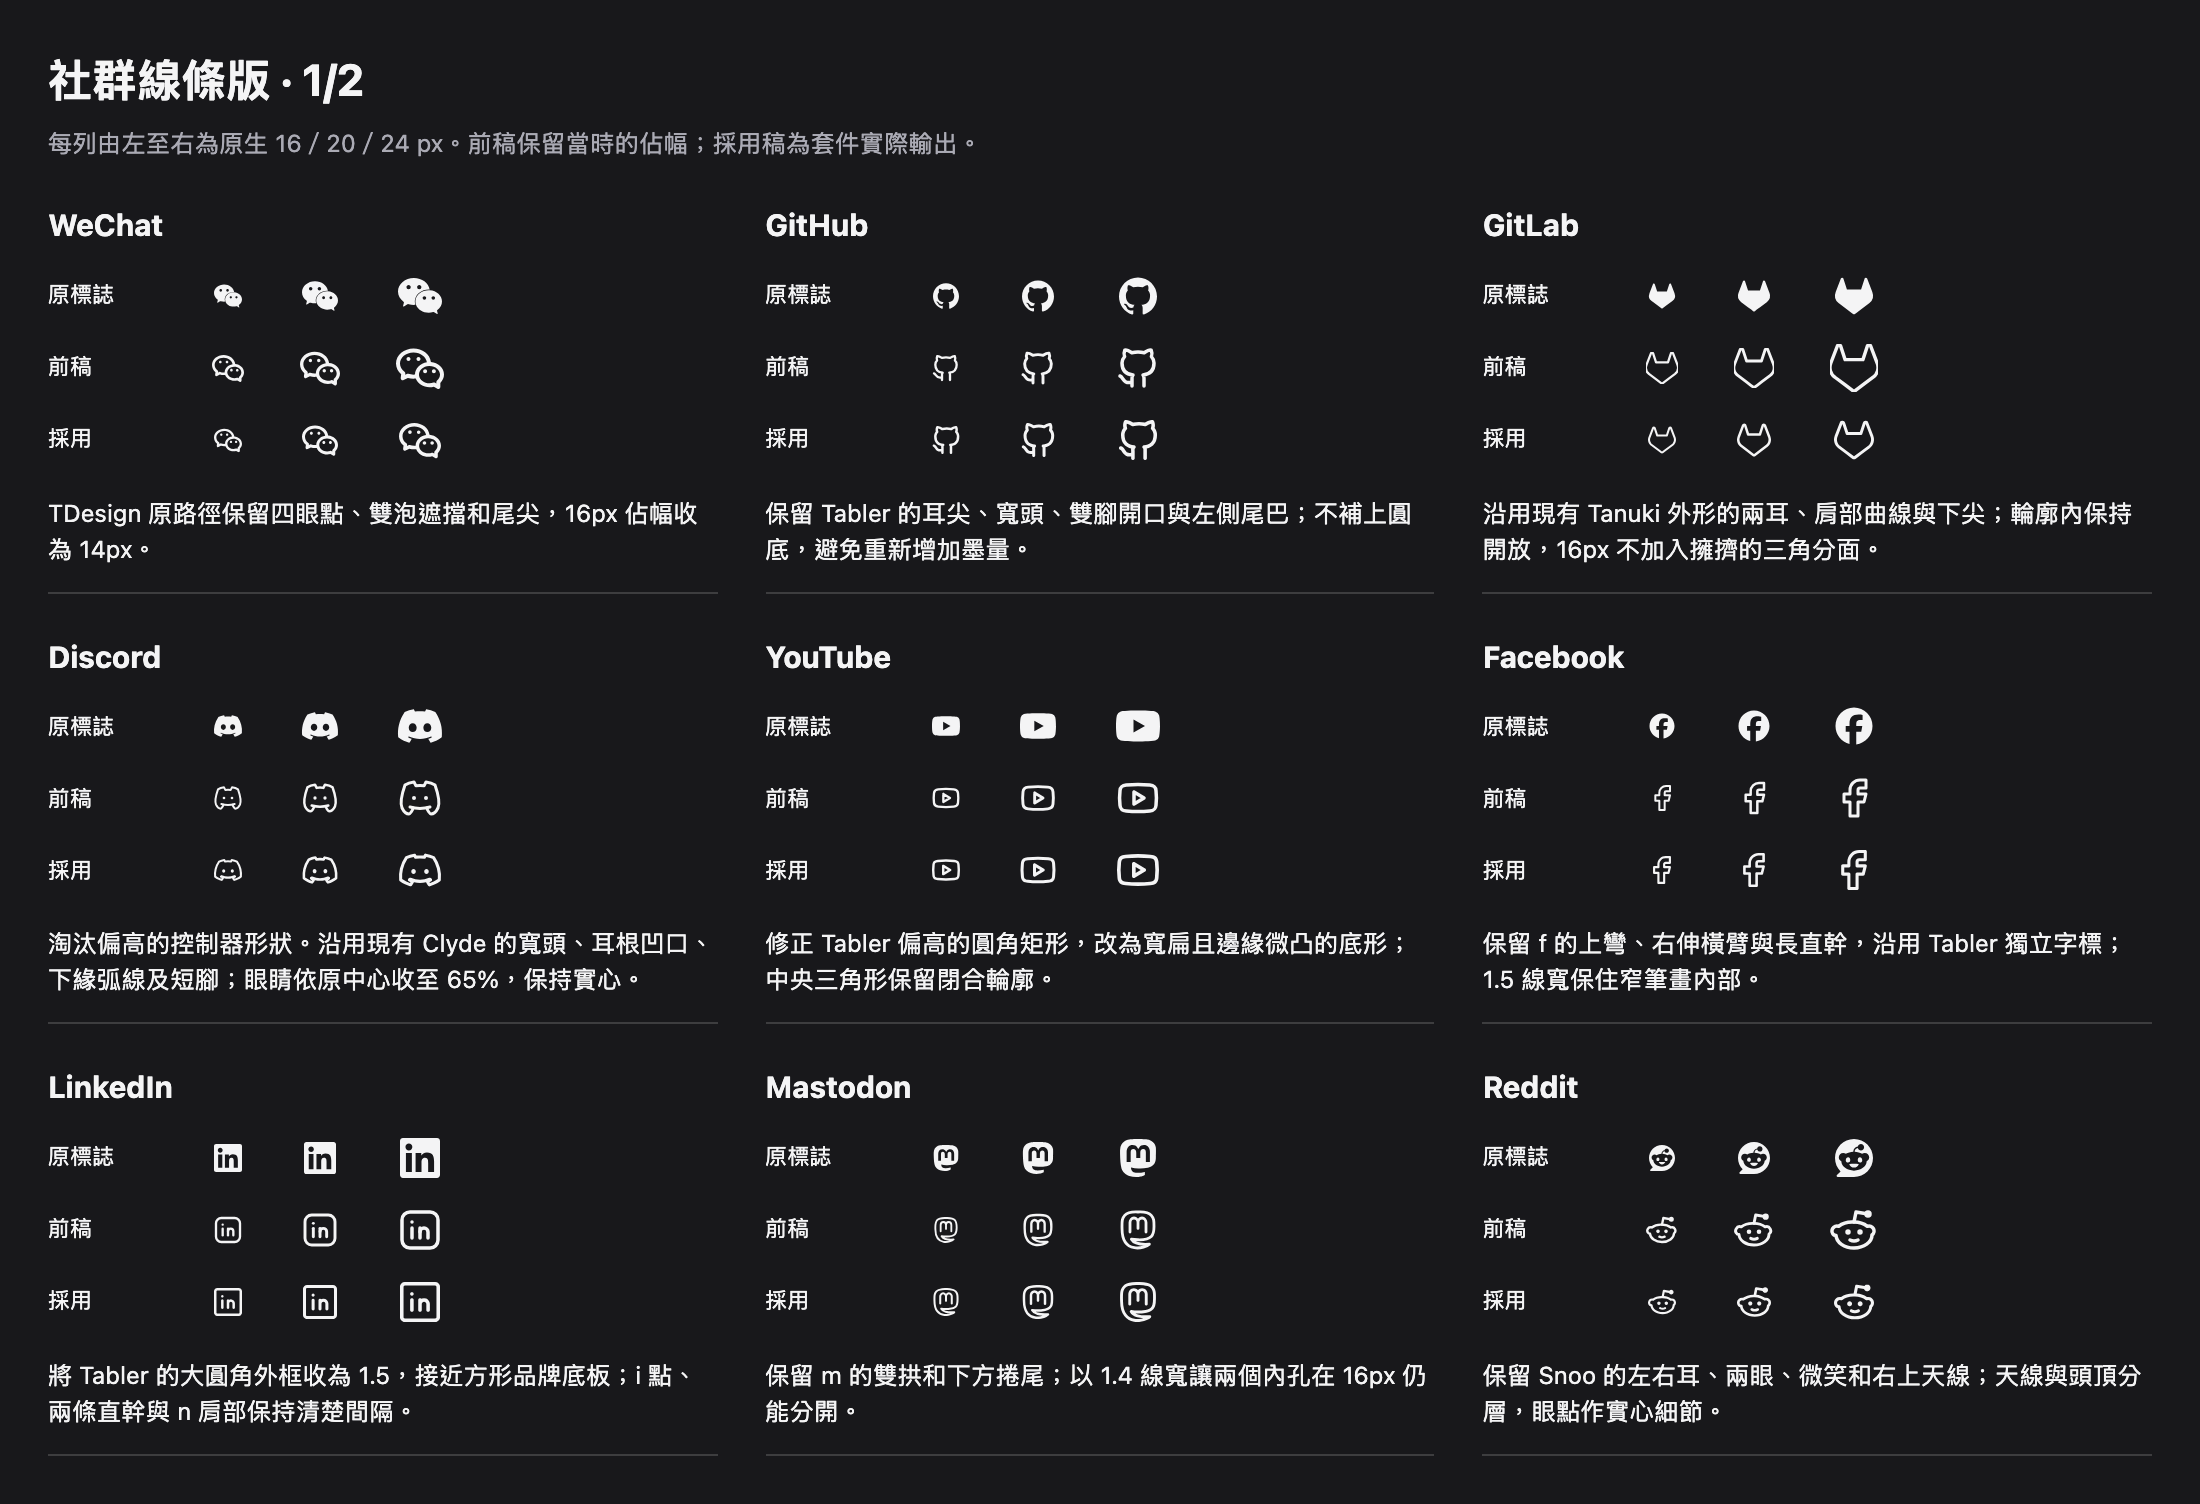 社群線條版 · 1/2
每列由左至右為原生 16 / 20 / 24 px。前稿保留當時的佔幅；採用稿為套件實際輸出。
WeChat
原標誌
前稿
採用
TDesign 原路徑保留四眼點、雙泡遮擋和尾尖，16px 佔幅收
為 14px。
GitHub
原標誌
前稿
採用
保留 Tabler 的耳尖、寬頭、雙腳開口與左側尾巴；不補上圓
底，避免重新增加墨量。
GitLab
原標誌
前稿
採用
沿用現有 Tanuki 外形的兩耳、肩部曲線與下尖；輪廓內保持
開放，16px 不加入擁擠的三角分面。
Discord
原標誌
前稿
採用
淘汰偏高的控制器形狀。沿用現有 Clyde 的寬頭、耳根凹口、
下緣弧線及短腳；眼睛依原中心收至 65%，保持實心。
YouTube
原標誌
前稿
採用
修正 Tabler 偏高的圓角矩形，改為寬扁且邊緣微凸的底形；
中央三角形保留閉合輪廓。
Facebook
原標誌
前稿
採用
保留 f 的上彎、右伸橫臂與長直幹，沿用 Tabler 獨立字標；
1.5 線寬保住窄筆畫內部。
LinkedIn
原標誌
前稿
採用
將 Tabler 的大圓角外框收為 1.5，接近方形品牌底板；i 點、
兩條直幹與 n 肩部保持清楚間隔。
Mastodon
原標誌
前稿
採用
保留 m 的雙拱和下方捲尾；以 1.4 線寬讓兩個內孔在 16px 仍
能分開。
Reddit
原標誌
前稿
採用
保留 Snoo 的左右耳、兩眼、微笑和右上天線；天線與頭頂分
層，眼點作實心細節。